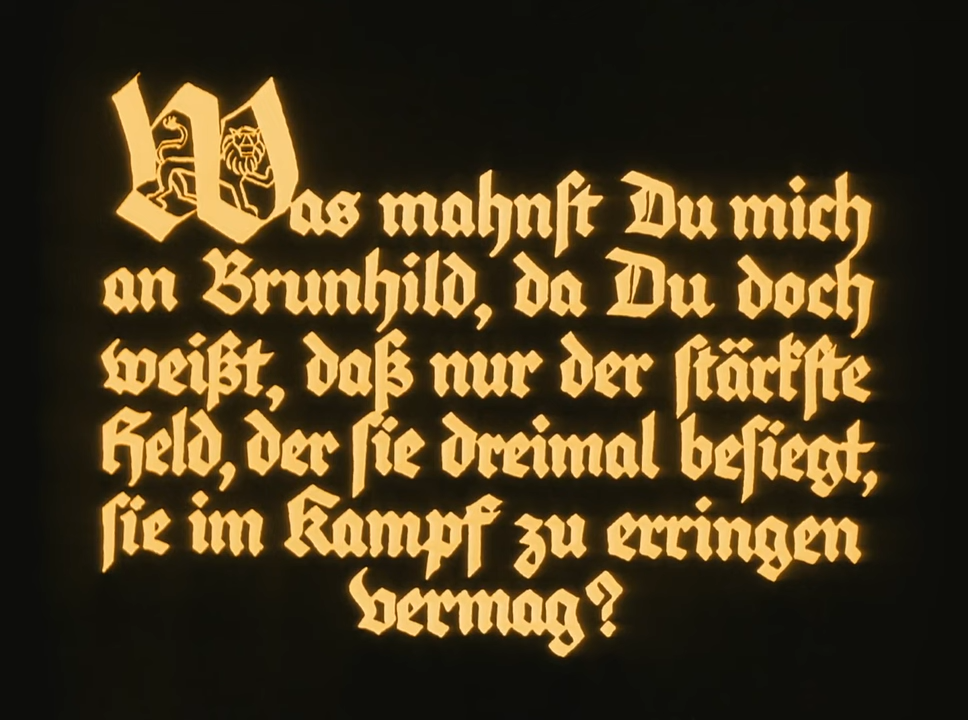 Was mahnst Du mich
an Brunhild, da Du doch
weißt, daß nur der stärkste
Held, der sie dreimal besiegt,
sie im Kampf zu erringen
vermag?